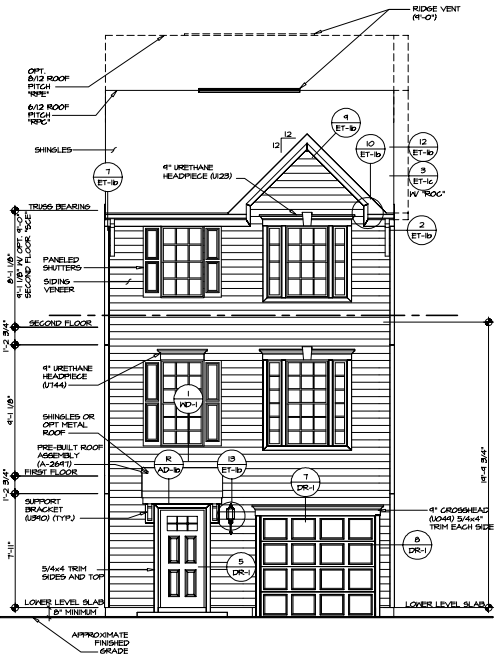 RIDGE VENT
(9'-0")
OPT.
8/12 ROOF
PITCH
"RPE"
6/12 ROOF
PITCH
"RPC"
SHINGLES
7
ET-1b
9" URETHANE
HEADPIECE (U123)
12
12
9
ET-1b
10
ET-1b
12
ET-1b
3
ET-1c
W/ "ROC"
2
ET-1b
TRUSS BEARING
8'-1 1/8"
9'-1 1/8" W/ OPT. 9'-0"
SECOND FLOOR "SCE"
PANELED
SHUTTERS
SIDING
VENEER
SECOND FLOOR
1'-2 3/4"
9" URETHANE
HEADPIECE
(U744)
1
WD-1
9'-1 1/8"
SHINGLES OR
OPT METAL
ROOF
PRE-BUILT ROOF
ASSEMBLY
(A-2697)
FIRST FLOOR
R
AD-1b
13
ET-1b
7
DR-1
19'-4 3/4"
1'-2 3/4"
SUPPORT
BRACKET
(U390) (TYP.)
9" CROSSHEAD
(U044) 5/4x4"
TRIM EACH SIDE
8
DR-1
7'-11"
5/4x4 TRIM
SIDES AND TOP
5
DR-1
LOWER LEVEL SLAB
LOWER LEVEL SLAB
8" MINIMUM
APPROXIMATE
FINISHED
GRADE